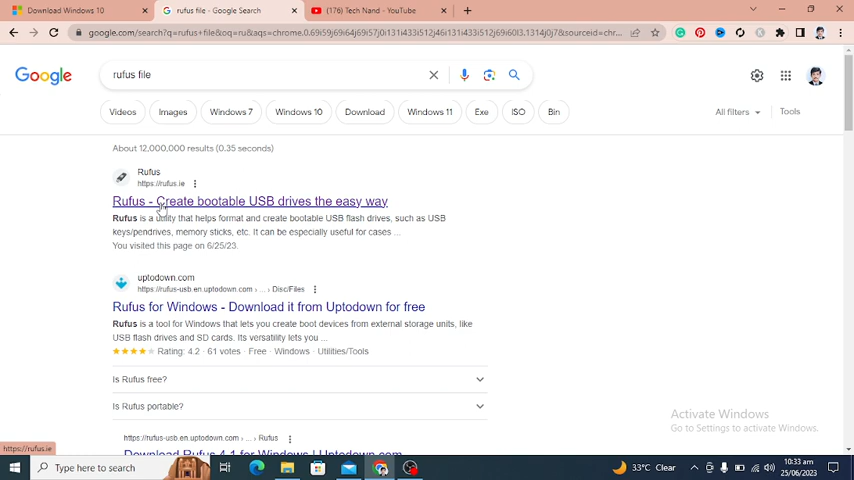 Download Windows 10
rufus file - Google Search
(176) Tech Nand - YouTube
google.com/search?q=rufus+file&oq=ru&aqs=chrome.0.69i59j64j69i57j0i131i433i512j46i131i433i512j46i131i433i512j69i60l3.1314j0j7&sourceid=chr...
Google
rufus file
Videos
Images
Windows 7
Windows 10
Download
Windows 11
Exe
ISO
Bin
All filters
Tools
About 12,000,000 results (0.35 seconds)
Rufus
https://rufus.ie
Rufus - Create bootable USB drives the easy way
Rufus is a utility that helps format and create bootable USB flash drives, such as USB
keys/pendrives, memory sticks, etc. It can be especially useful for cases ...
You visited this page on 6/25/23.
uptodown.com
https://rufus-usb.en.uptodown.com › ... › Disc/Files
Rufus for Windows - Download it from Uptodown for free
Rufus is a tool for Windows that lets you create boot devices from external storage units, like
USB flash drives and SD cards. Its versatility lets you ...
Rating: 4.2 · 61 votes · Free · Windows · Utilities/Tools
Is Rufus free?
Is Rufus portable?
https://rufus-usb.en.uptodown.com › ... › Rufus
Download Rufus 4.1 for Windows | Uptodown.com
Activate Windows
Go to Settings to activate Windows.
https://rufus.ie
Type here to search
33°C Clear
10:33 am
25/06/2023